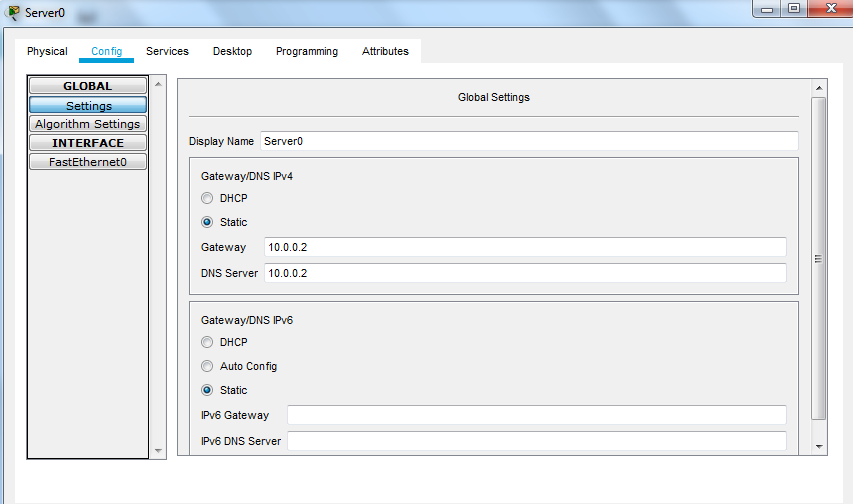 Server0
Physical Config Services Desktop Programming Attributes
GLOBAL
Settings
Algorithm Settings
INTERFACE
FastEthernet0
Global Settings
Display Name Server0
Gateway/DNS IPv4
DHCP
Static
Gateway 10.0.0.2
DNS Server 10.0.0.2
Gateway/DNS IPv6
DHCP
Auto Config
Static
IPv6 Gateway
IPv6 DNS Server